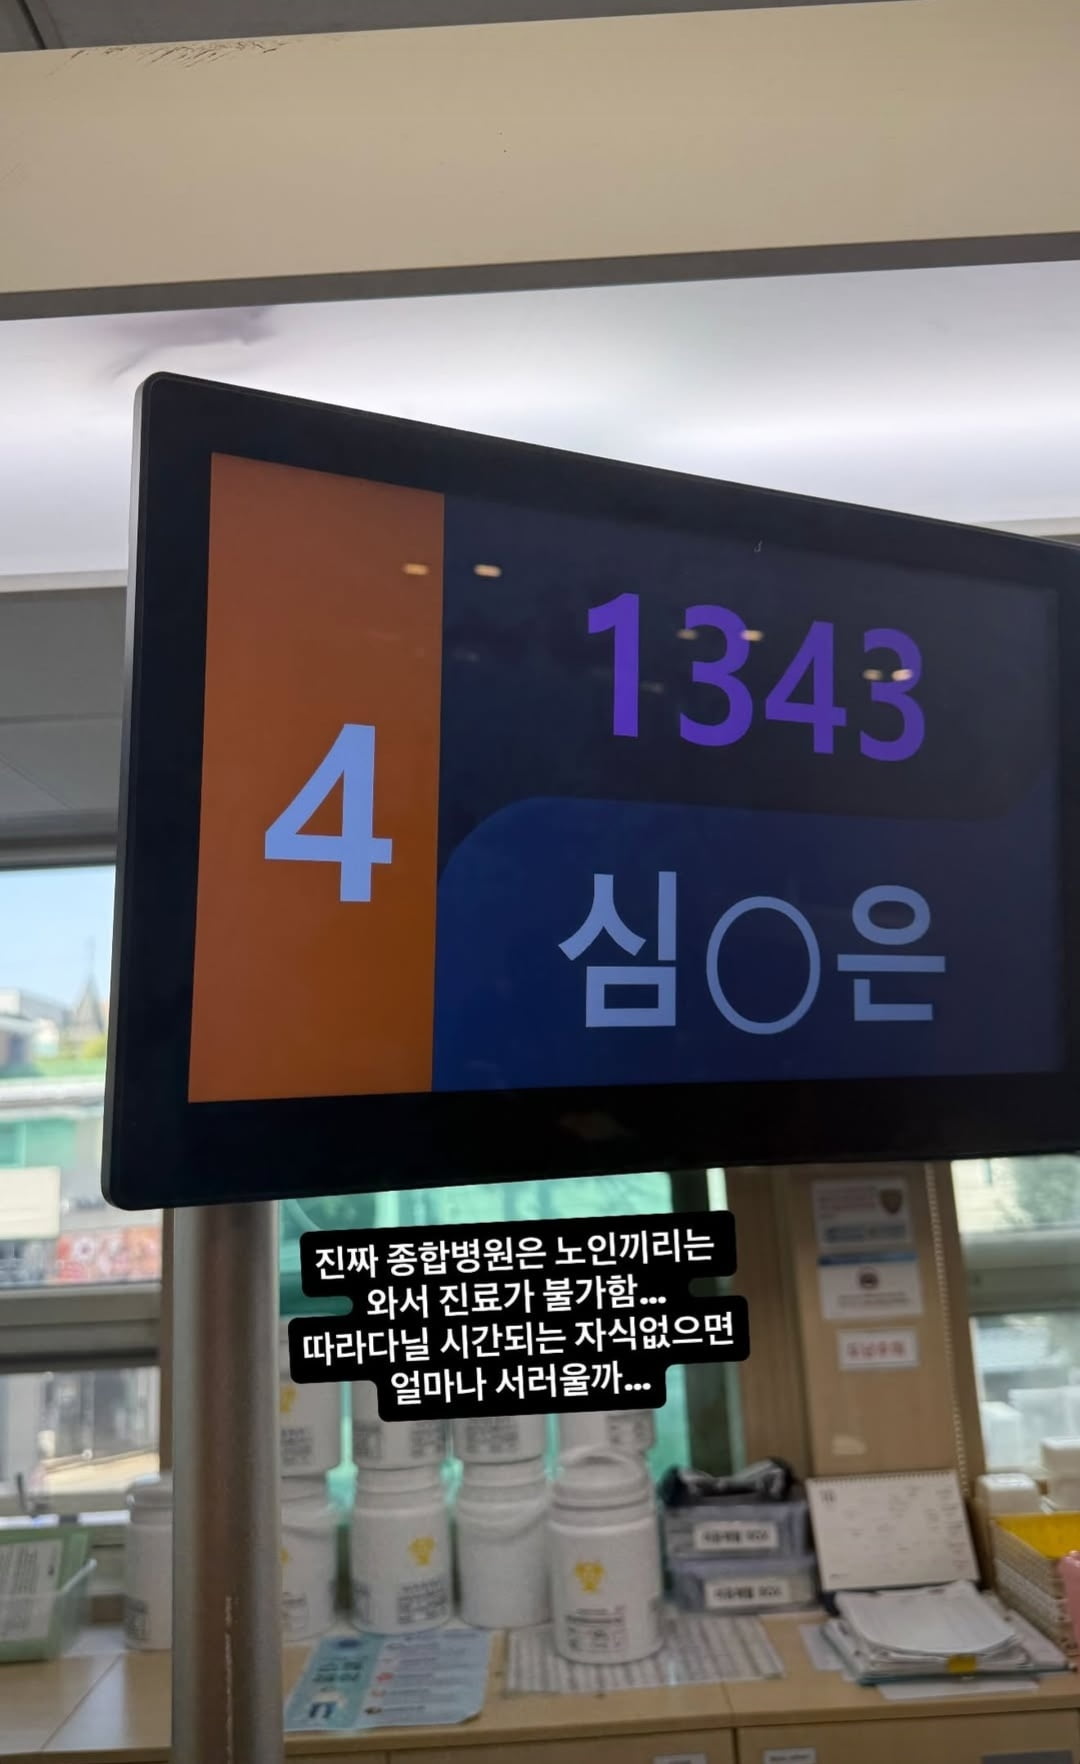 4
1343
심○은
진짜 종합병원은 노인끼리는
와서 진료가 불가함...
따라다닐 시간되는 자식없으면
얼마나 서러울까...